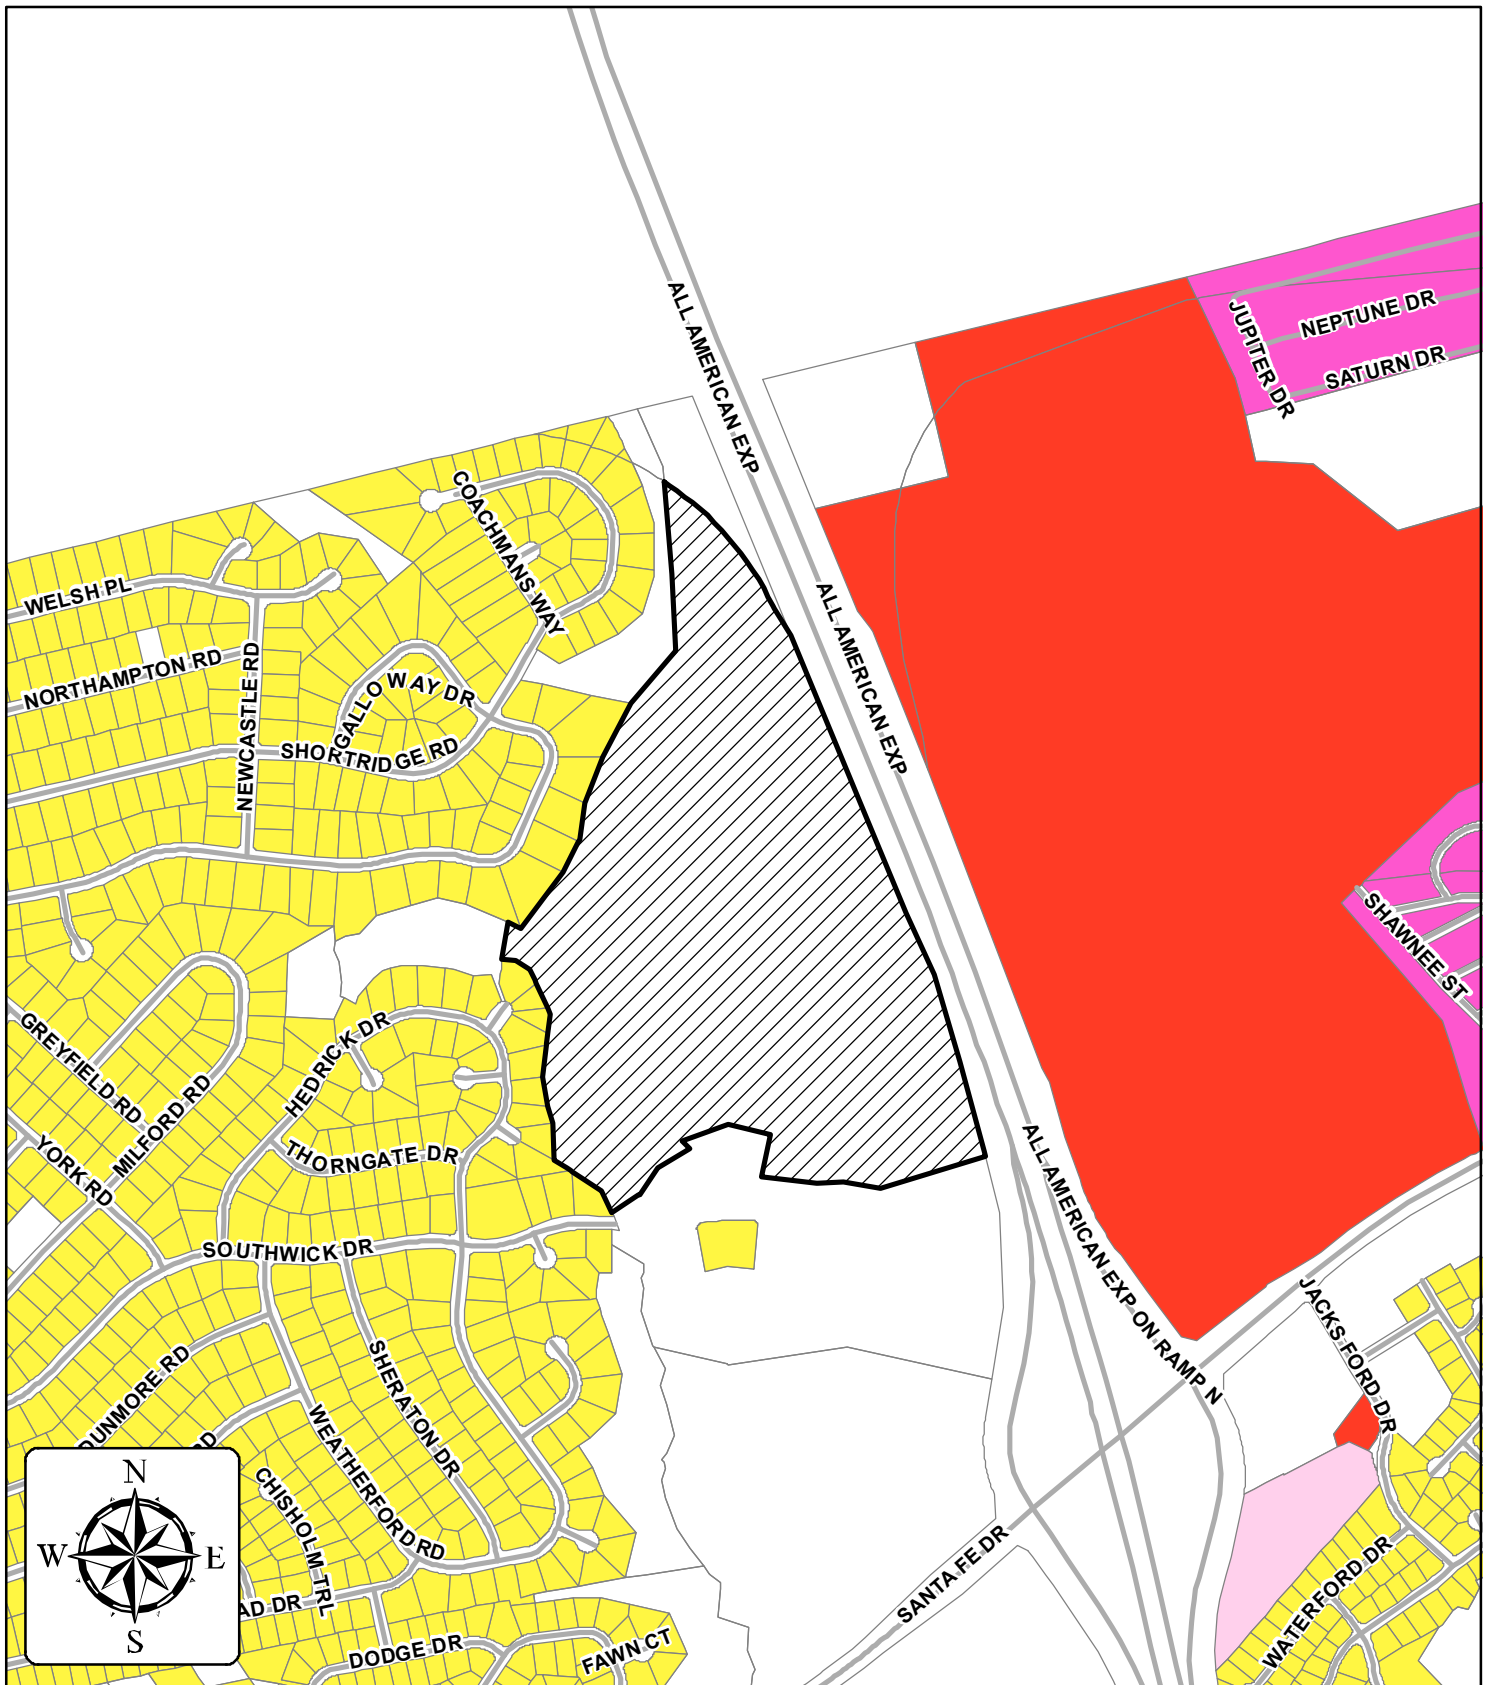 ALL AMERICAN EXP
NEPTUNE DR
JUPITER DR
SATURN DR
COACHMANS WAY
WELSH PL
ALL AMERICAN EXP
NORTHAMPTON RD
NEWCASTLE RD
GALLOWAY DR
SHORTRIDGE RD
SHAWNEE ST
GREYFIELD RD
HEDRICK DR
MILFORD RD
YORK RD
THORNGATE DR
ALL AMERICAN EXP ON RAMP N
SOUTHWICK DR
JACKS FORD DR
DUNMORE RD
SHERATON DR
WEATHERFORD RD
RD
CHISHOLM TRL
N
W
E
S
SANTA FE DR
WATERFORD DR
AD DR
DODGE DR
FAWN CT